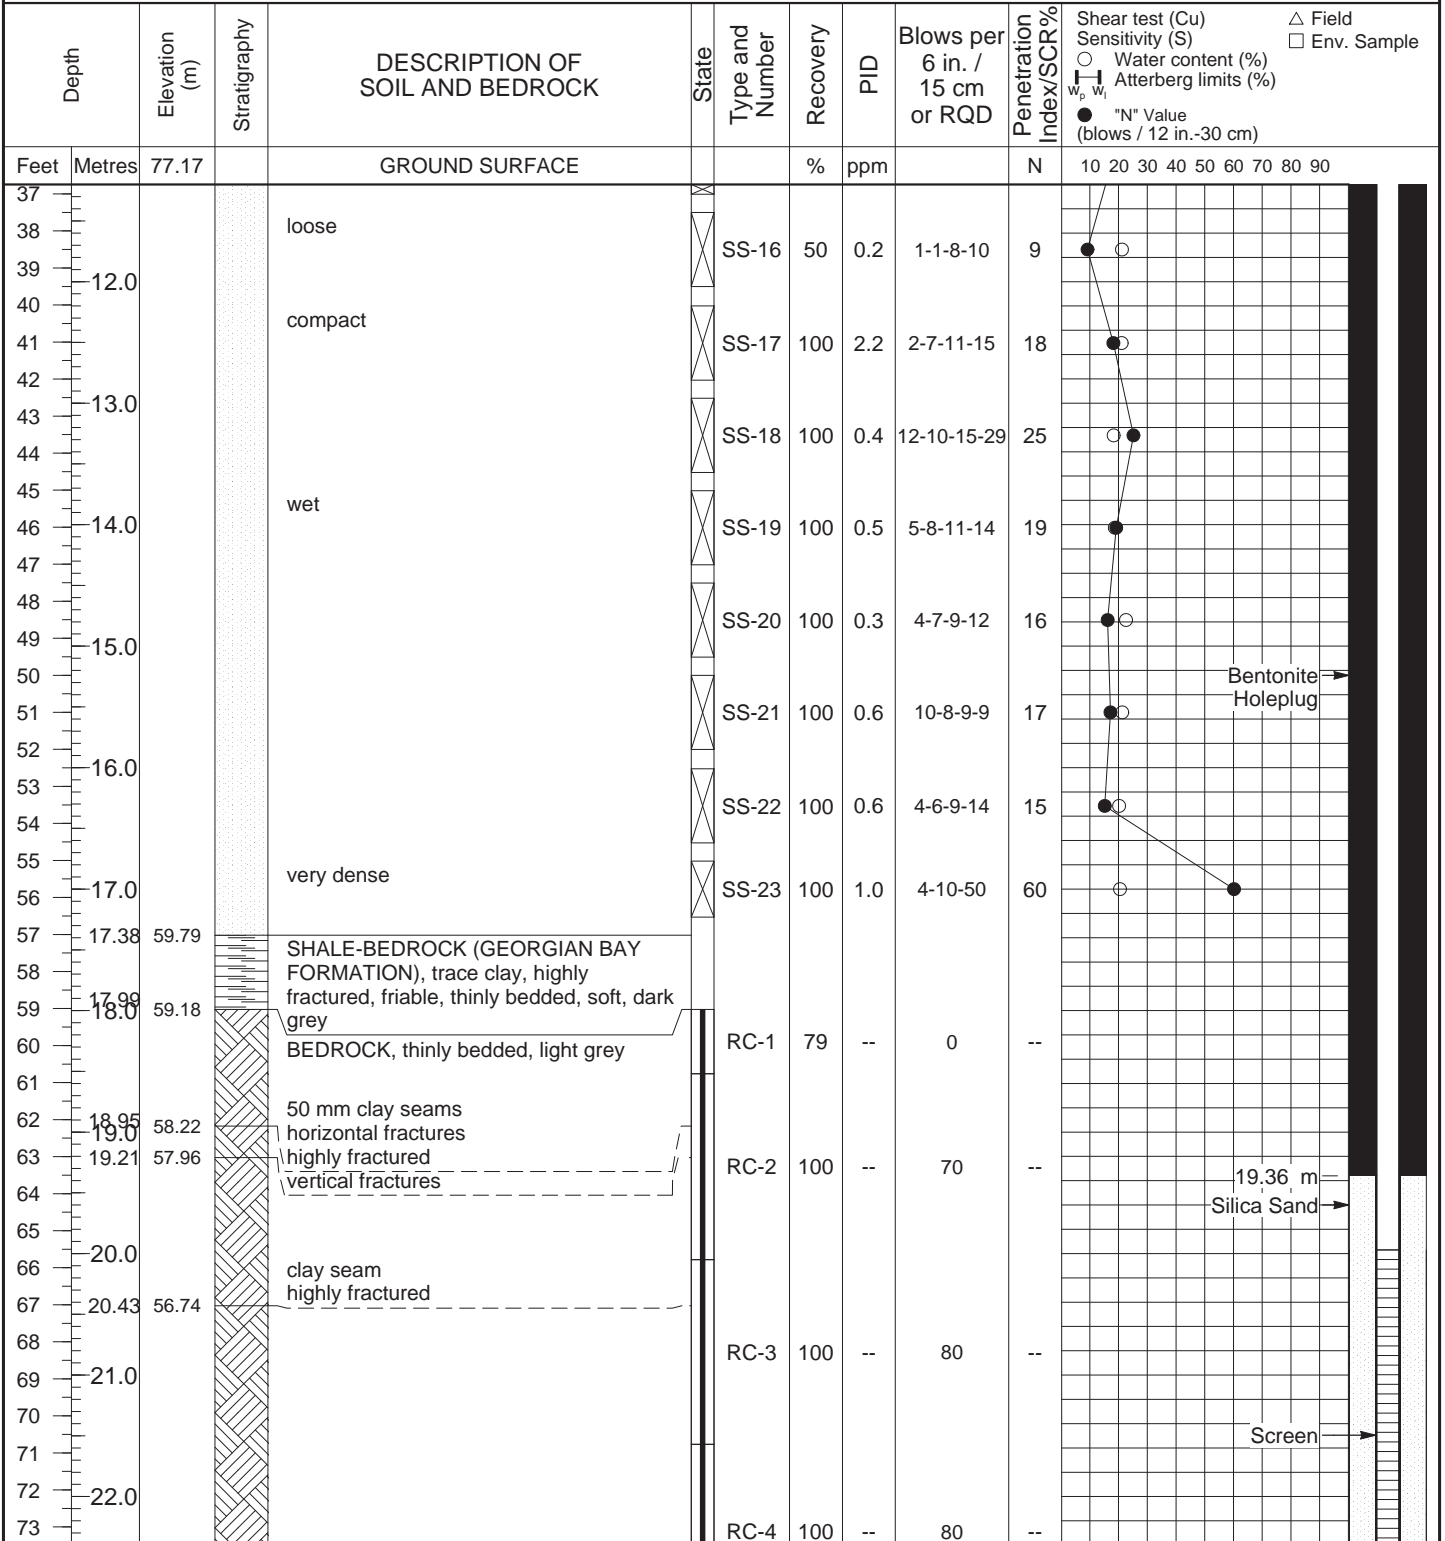 Depth
Elevation (m)
Stratigraphy
DESCRIPTION OF
SOIL AND BEDROCK
State
Type and Number
Recovery
PID
Blows per
6 in. /
15 cm
or RQD
Penetration
Index/SCR%
Shear test (Cu) △ Field
Sensitivity (S) □ Env. Sample
○ Water content (%)
Atterberg limits (%)
Wp Wl
● "N" Value
(blows / 12 in.-30 cm)
Feet Metres 77.17 GROUND SURFACE % ppm N 10 20 30 40 50 60 70 80 90
37
loose
38
SS-16 50 0.2 1-1-8-10 9
39
12.0
40
compact
41 SS-17 100 2.2 2-7-11-15 18
42
13.0
43
SS-18 100 0.4 12-10-15-29 25
44
45
wet
46 14.0 SS-19 100 0.5 5-8-11-14 19
47
48
SS-20 100 0.3 4-7-9-12 16
49
15.0
50 Bentonite
Holeplug
51 SS-21 100 0.6 10-8-9-9 17
52
16.0
53
SS-22 100 0.6 4-6-9-14 15
54
55
very dense
56 17.0 SS-23 100 1.0 4-10-50 60
57 17.38 59.79
SHALE-BEDROCK (GEORGIAN BAY
58 FORMATION), trace clay, highly
17.99 fractured, friable, thinly bedded, soft, dark
59 18.0 59.18
grey
60 BEDROCK, thinly bedded, light grey RC-1 79 -- 0 --
61
50 mm clay seams
62 18.95 58.22
19.0 horizontal fractures
63 19.21 57.96 highly fractured
RC-2 100 -- 70 --
vertical fractures 19.36 m
64 Silica Sand
65
20.0
66 clay seam
highly fractured
67 20.43 56.74
68
RC-3 100 -- 80 --
69 21.0
70
Screen
71
72 22.0
73 RC-4 100 -- 80 --